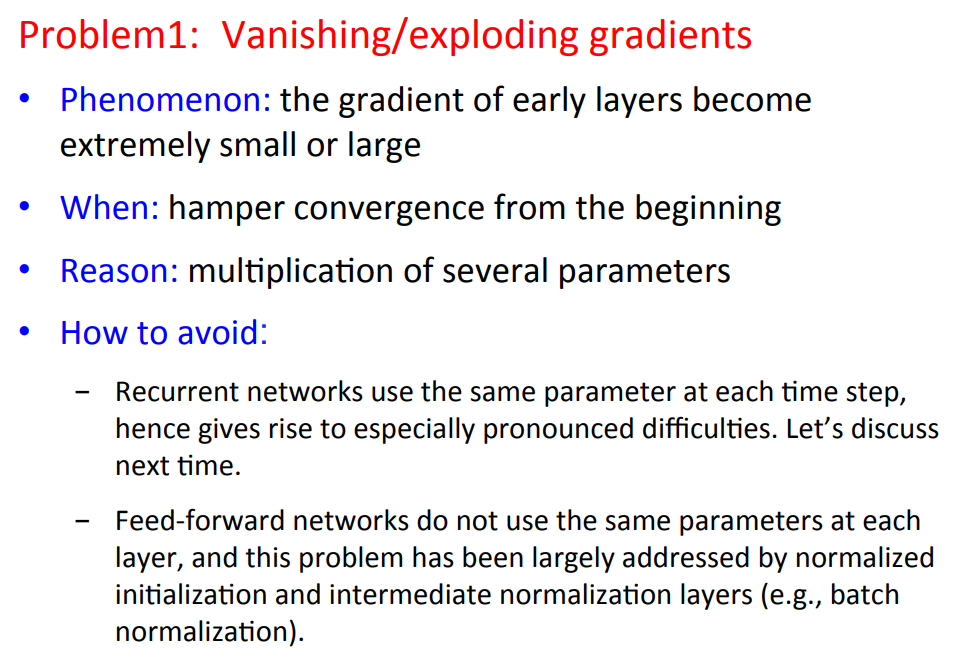 Problem1: Vanishing/exploding gradients
• Phenomenon: the gradient of early layers become
extremely small or large
• When: hamper convergence from the beginning
• Reason: multiplication of several parameters
• How to avoid:
– Recurrent networks use the same parameter at each time step,
hence gives rise to especially pronounced difficulties. Let’s discuss
next time.
– Feed-forward networks do not use the same parameters at each
layer, and this problem has been largely addressed by normalized
initialization and intermediate normalization layers (e.g., batch
normalization).